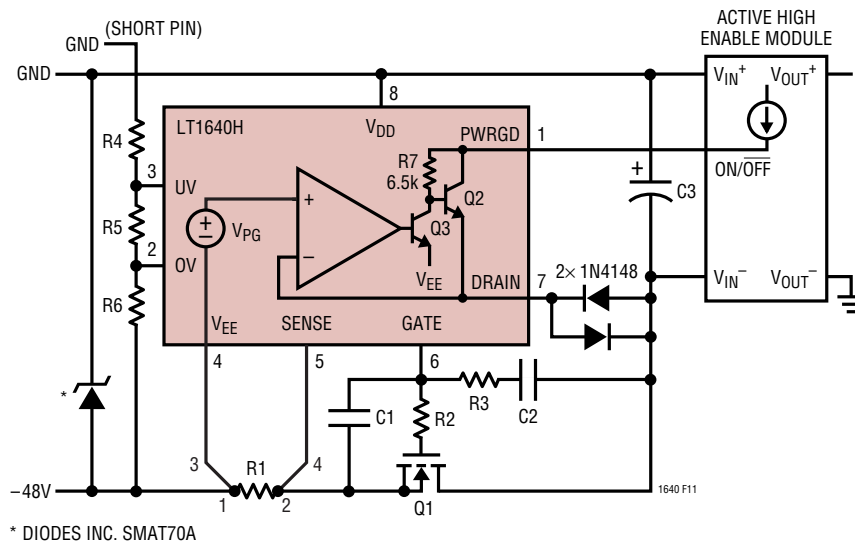 (SHORT PIN)
GND
GND
ACTIVE HIGH
ENABLE MODULE
VIN+ VOUT+
8
LT1640H
VDD
PWRGD
1
R4
R7
6.5k
ON/OFF
3
UV
+
Q2
+
C3
R5
+
−
VPG
Q3
2
OV
−
VEE
DRAIN
7
2× 1N4148
VIN− VOUT−
R6
VEE
SENSE
GATE
4
5
6
*
C1
R2
R3
C2
3
R1
4
−48V
1
2
Q1
1640 F11
* DIODES INC. SMAT70A